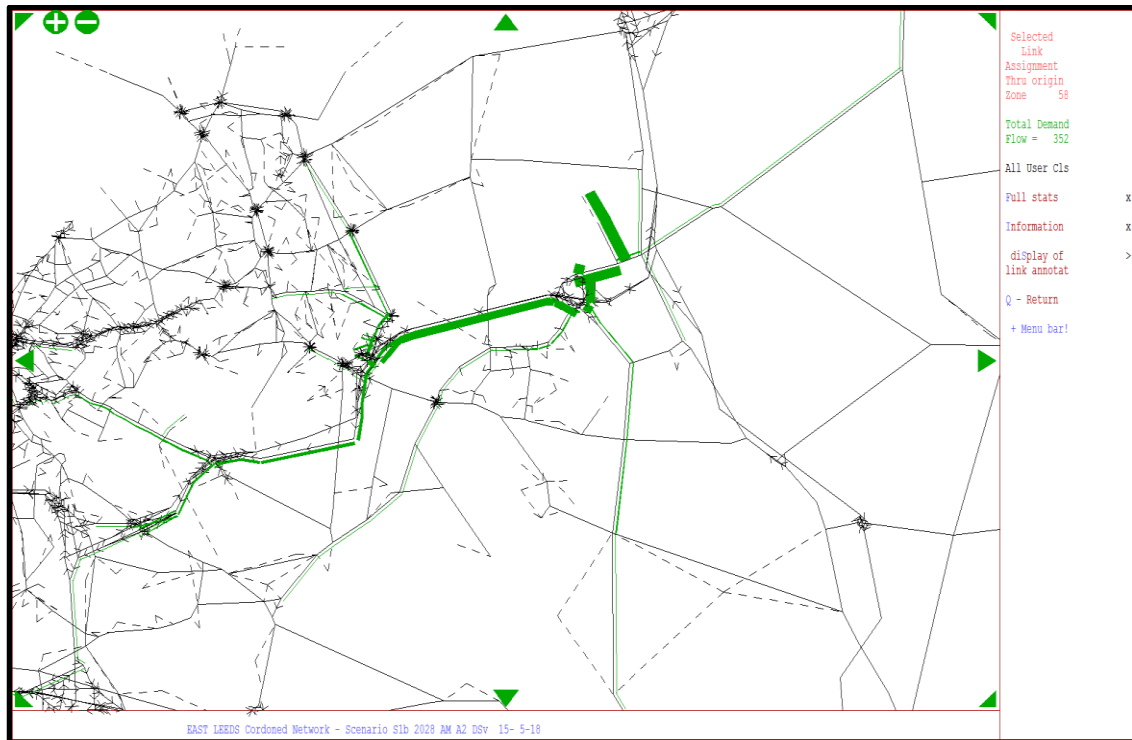 Selected
Link
Assignment
Thru origin
Zone 58
Total Demand
Flow = 352
All User Cls
Full stats x
Information x
diSplay of >
link annotat
Q - Return
+ Menu bar!
EAST LEEDS Cordoned Network - Scenario S1b 2028 AM A2 DSv 15- 5-18